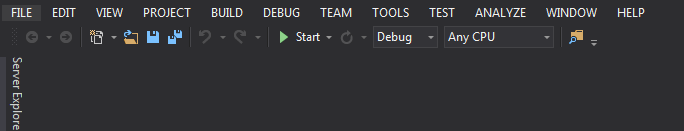 FILE EDIT VIEW PROJECT BUILD DEBUG TEAM TOOLS TEST ANALYZE WINDOW HELP
Start Debug Any CPU
Server Explore